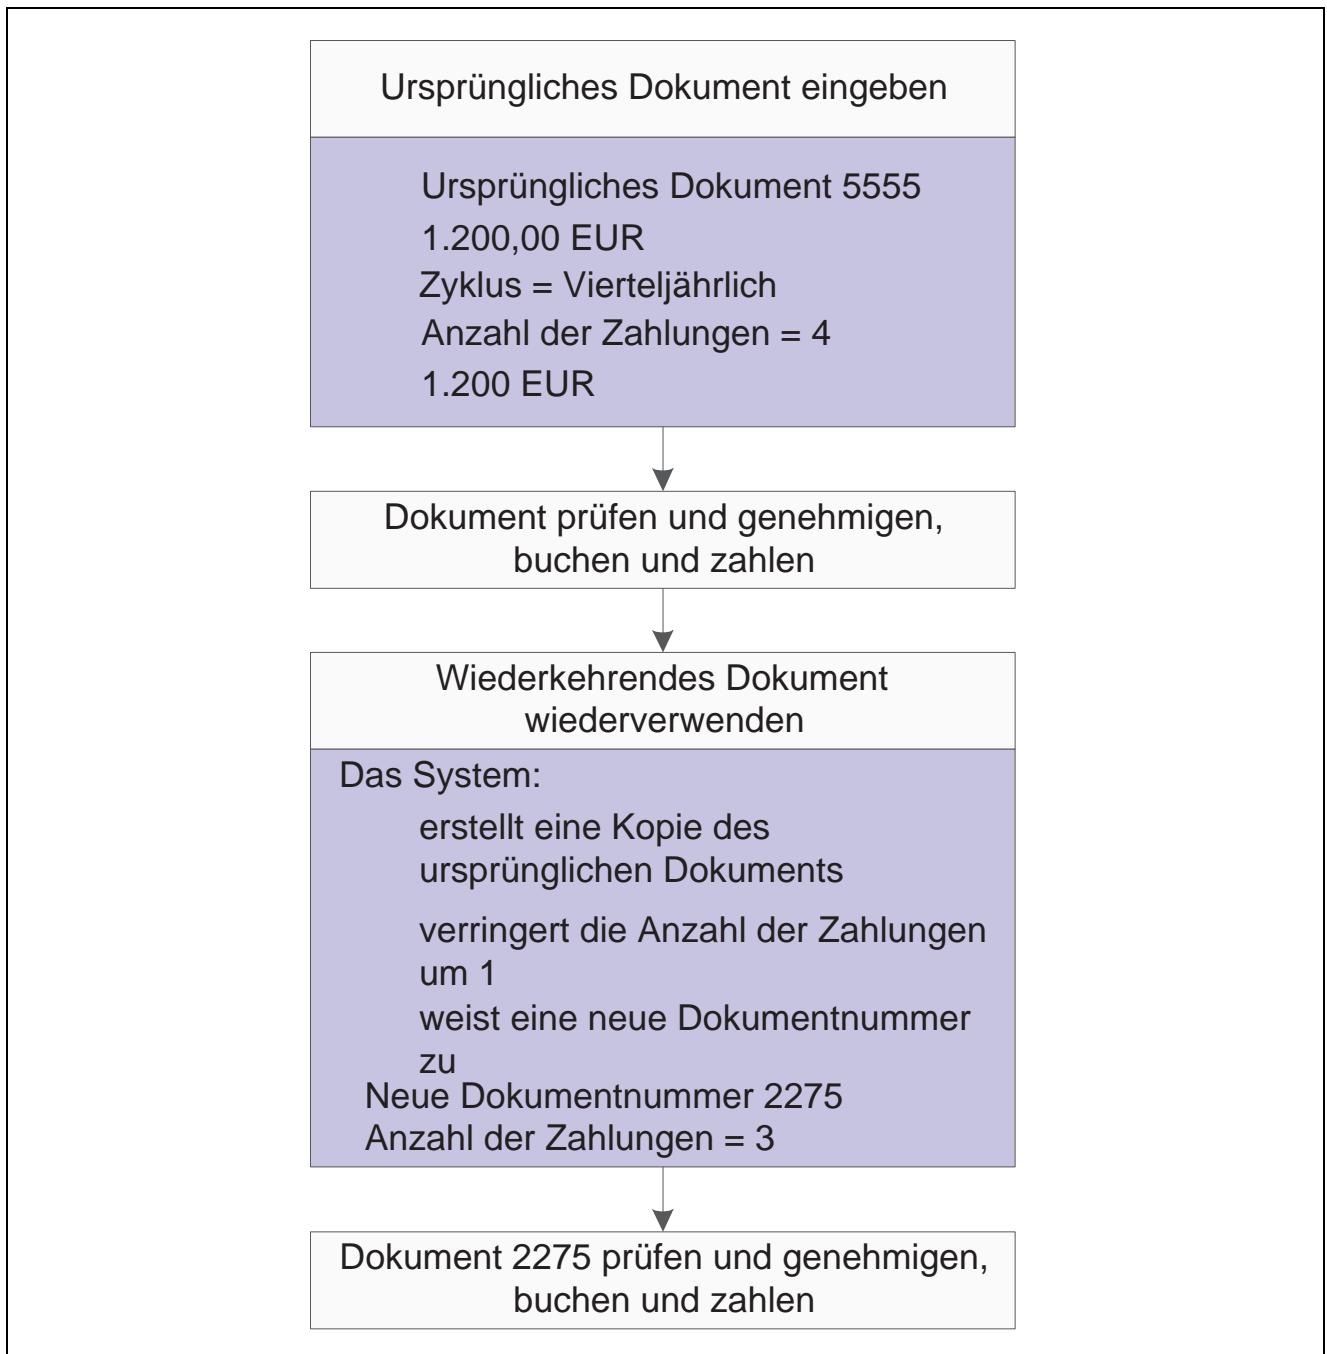 Ursprüngliches Dokument eingeben
Ursprüngliches Dokument 5555
1.200,00 EUR
Zyklus = Vierteljährlich
Anzahl der Zahlungen = 4
1.200 EUR
Dokument prüfen und genehmigen,
buchen und zahlen
Wiederkehrendes Dokument
wiederverwenden
Das System:
erstellt eine Kopie des
ursprünglichen Dokuments
verringert die Anzahl der Zahlungen
um 1
weist eine neue Dokumentnummer
zu
Neue Dokumentnummer 2275
Anzahl der Zahlungen = 3
Dokument 2275 prüfen und genehmigen,
buchen und zahlen